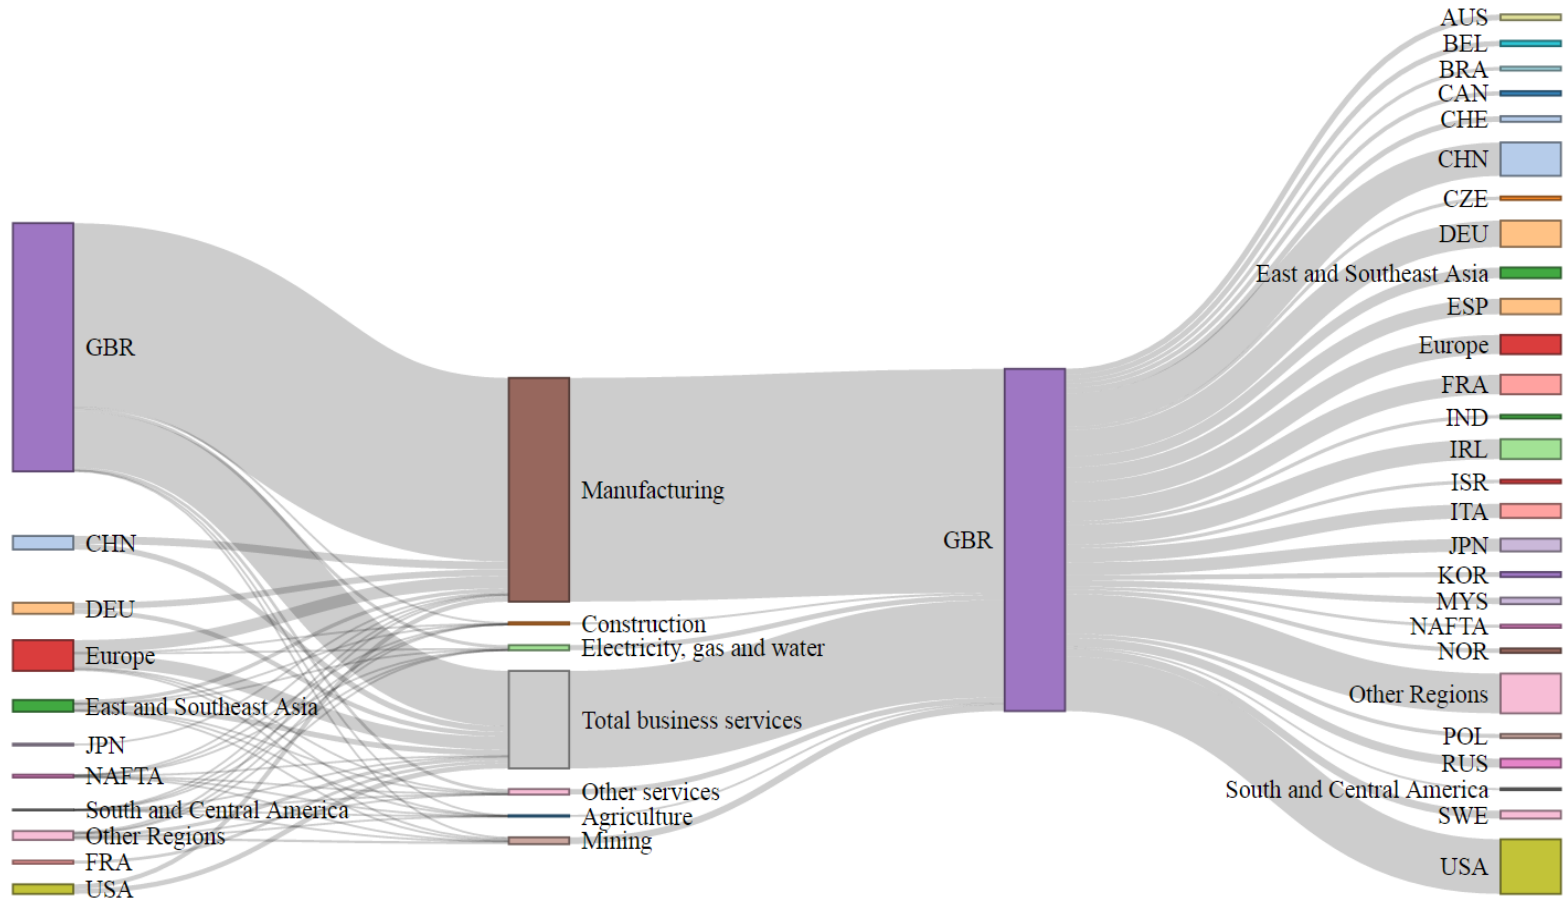 GBR
CHN
DEU
Europe
East and Southeast Asia
JPN
NAFTA
South and Central America
Other Regions
FRA
USA
Manufacturing
Construction
Electricity, gas and water
Total business services
Other services
Agriculture
Mining
GBR
AUS
BEL
BRA
CAN
CHE
CHN
CZE
DEU
East and Southeast Asia
ESP
Europe
FRA
IND
IRL
ISR
ITA
JPN
KOR
MYS
NAFTA
NOR
Other Regions
POL
RUS
South and Central America
SWE
USA